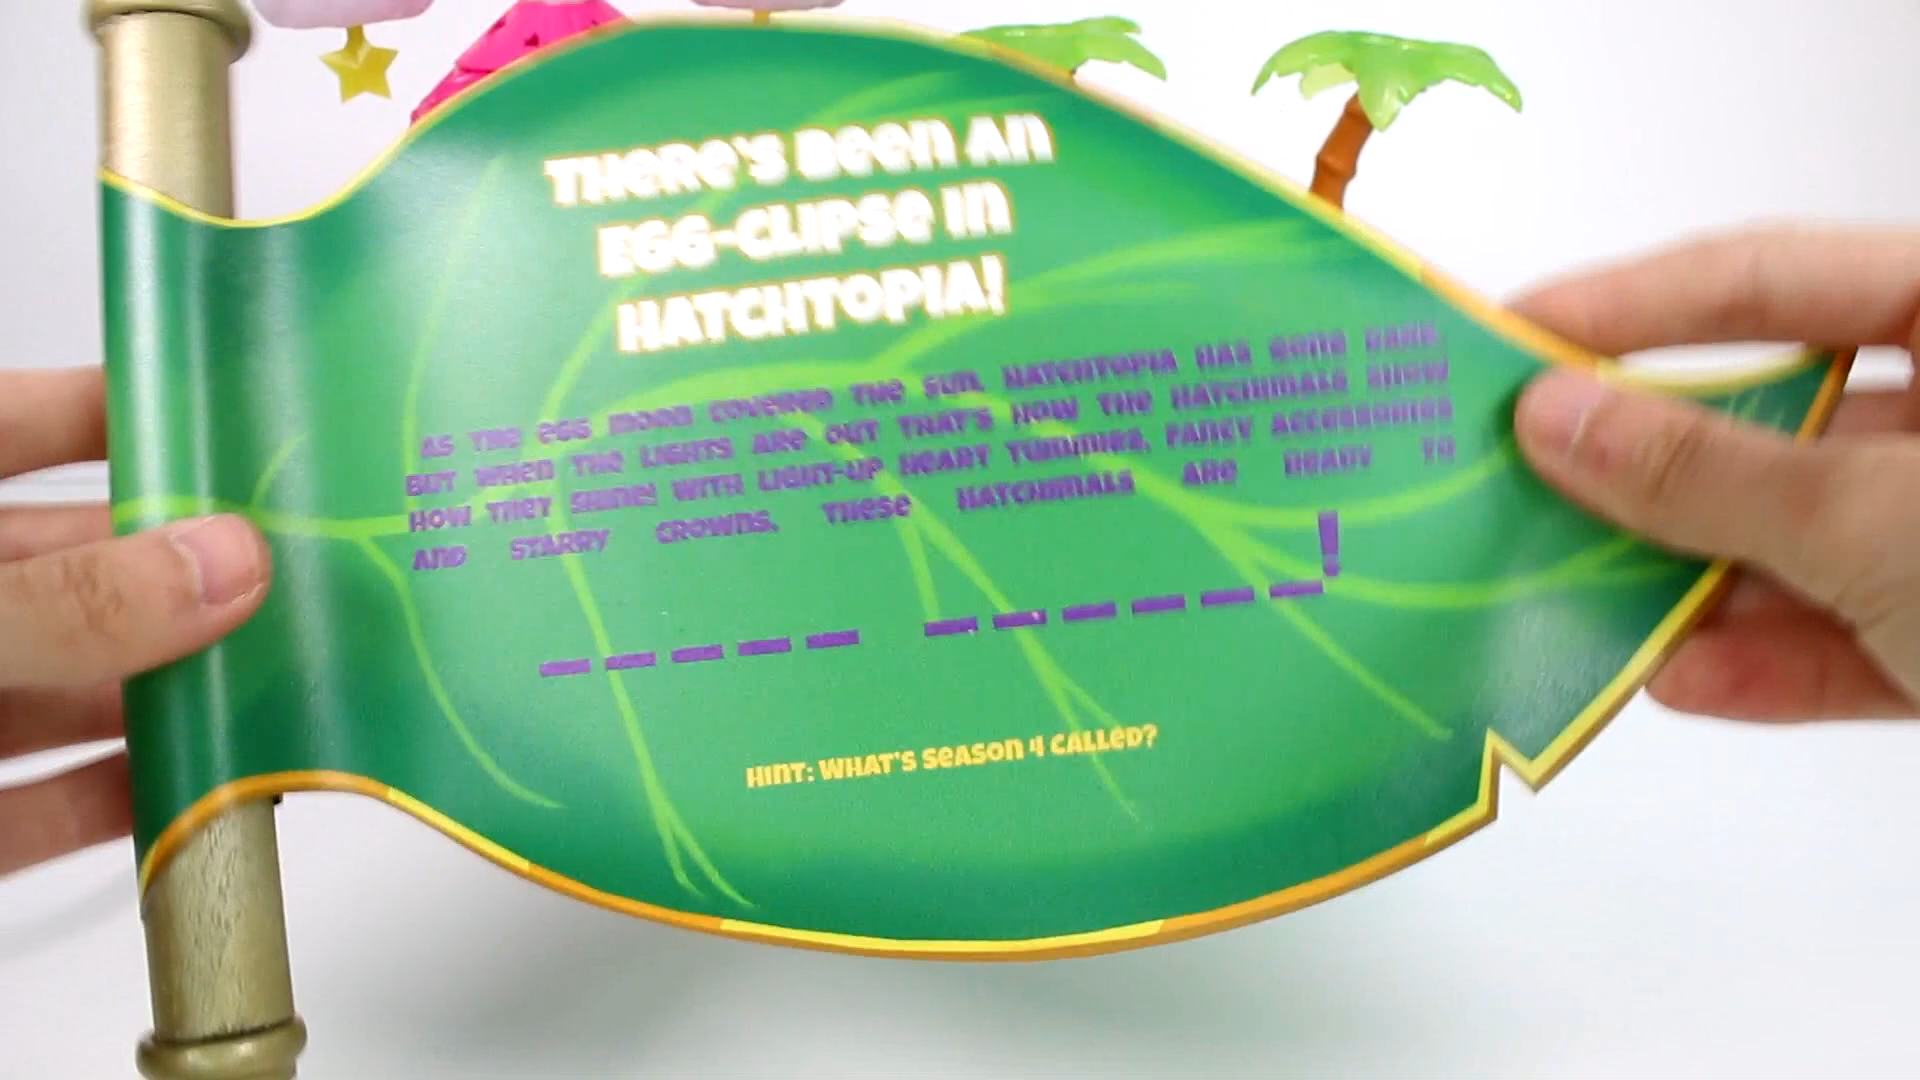 THERE'S BEEN AN
EGG-CLIPSE IN
HATCHTOPIA!
AS THE EGG MOON COVERED THE SUN, HATCHTOPIA HAS GONE DARK.
BUT WHEN THE LIGHTS ARE OUT THAT'S HOW THE HATCHIMALS SHOW
HOW THEY SHINE! WITH LIGHT-UP HEART TUMMIES, FANCY ACCESSORIES
AND STARRY CROWNS, THESE HATCHIMALS ARE READY TO
_ _ _ _ _ _ _ _ _ _ _!
HINT: WHAT'S SEASON 4 CALLED?